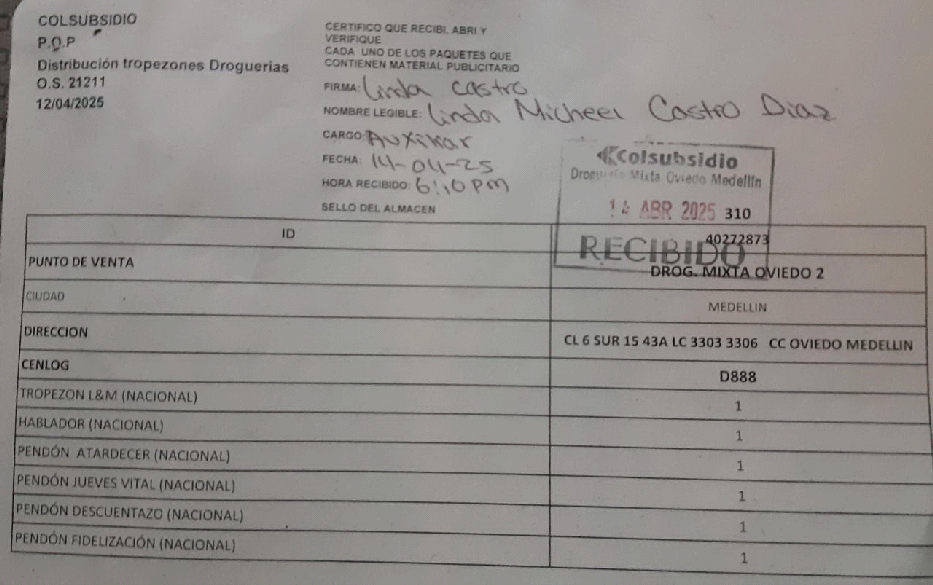 COLSUBSIDIO
P.O.P
Distribución tropezones Droguerias
O.S. 21211
12/04/2025
CERTIFICO QUE RECIBI, ABRI Y
VERIFIQUE
CADA UNO DE LOS PAQUETES QUE
CONTIENEN MATERIAL PUBLICITARIO
FIRMA: Linda Castro
NOMBRE LEGIBLE: Linda Micheel Castro Diaz
CARGO: Auxiliar
FECHA: 14-04-25
HORA RECIBIDO: 6:10 PM
SELLO DEL ALMACEN
Colsubsidio
Mixta Oviedo Medellin
ABR 2025 310
RECIBIDO
ID 40272873
PUNTO DE VENTA DROG. MIXTA OVIEDO 2
CIUDAD MEDELLIN
DIRECCION CL 6 SUR 15 43A LC 3303 3306 CC OVIEDO MEDELLIN
CENLOG D888
TROPEZON L&M (NACIONAL) 1
HABLADOR (NACIONAL) 1
PENDÓN ATARDECER (NACIONAL) 1
PENDÓN JUEVES VITAL (NACIONAL) 1
PENDÓN DESCUENTAZO (NACIONAL) 1
PENDÓN FIDELIZACIÓN (NACIONAL) 1